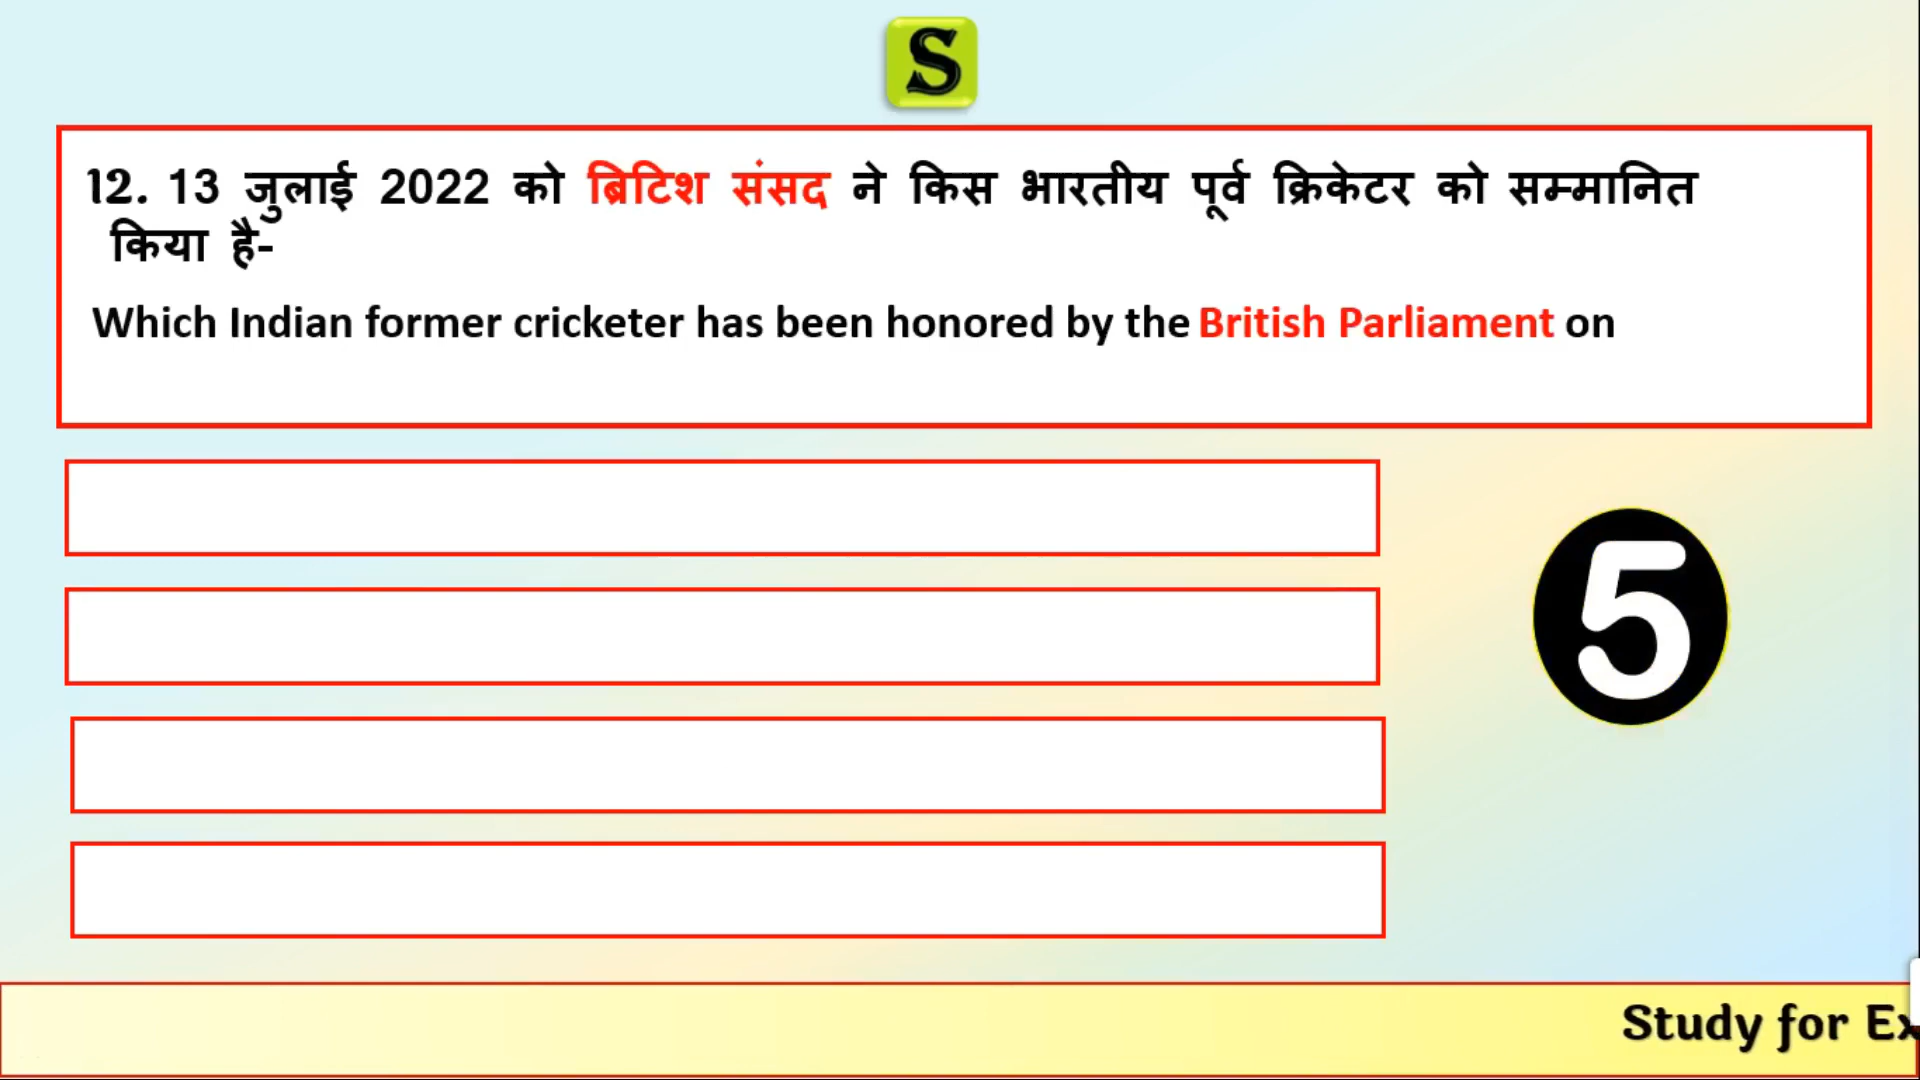 S
12. 13 जुलाई 2022 को ब्रिटिश संसद ने किस भारतीय पूर्व क्रिकेटर को सम्मानित
किया है-
Which Indian former cricketer has been honored by the British Parliament on
5
Study for Ex